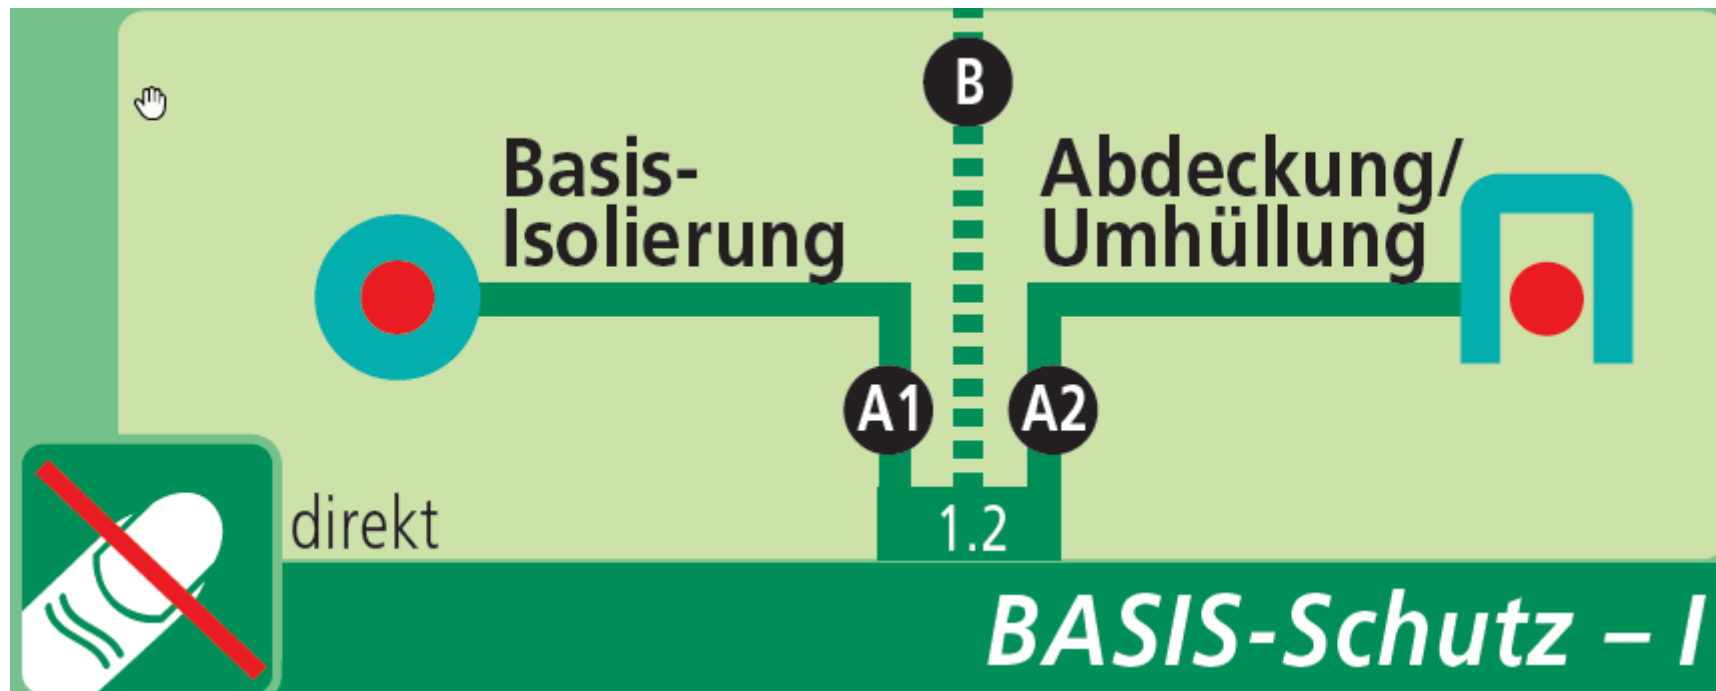 B
Basis-
Isolierung
Abdeckung/
Umhüllung
A1
A2
direkt
1.2
BASIS-Schutz – I